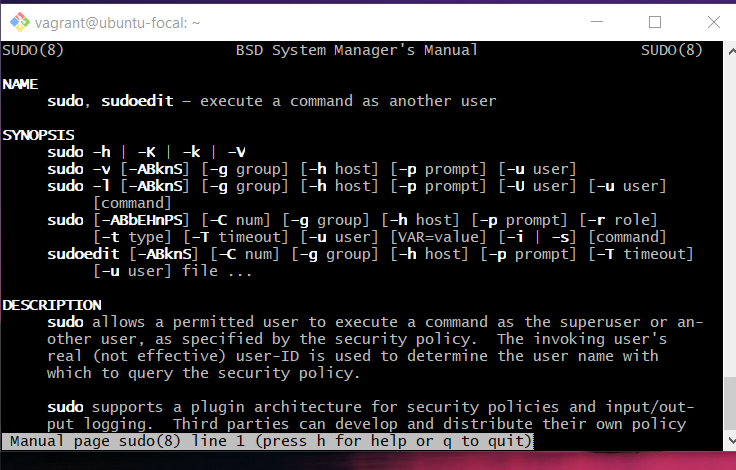 vagrant@ubuntu-focal: ~
SUDO(8)                   BSD System Manager's Manual                  SUDO(8)
NAME
     sudo, sudoedit — execute a command as another user
SYNOPSIS
     sudo -h | -K | -k | -V
     sudo -v [-ABknS] [-g group] [-h host] [-p prompt] [-u user]
     sudo -l [-ABknS] [-g group] [-h host] [-p prompt] [-U user] [-u user]
          [command]
     sudo [-ABbEHnPS] [-C num] [-g group] [-h host] [-p prompt] [-r role]
          [-t type] [-T timeout] [-u user] [VAR=value] [-i | -s] [command]
     sudoedit [-ABknS] [-C num] [-g group] [-h host] [-p prompt] [-T timeout]
          [-u user] file ...
DESCRIPTION
     sudo allows a permitted user to execute a command as the superuser or an-
     other user, as specified by the security policy.  The invoking user's
     real (not effective) user-ID is used to determine the user name with
     which to query the security policy.
     sudo supports a plugin architecture for security policies and input/out-
     put logging.  Third parties can develop and distribute their own policy
 Manual page sudo(8) line 1 (press h for help or q to quit)